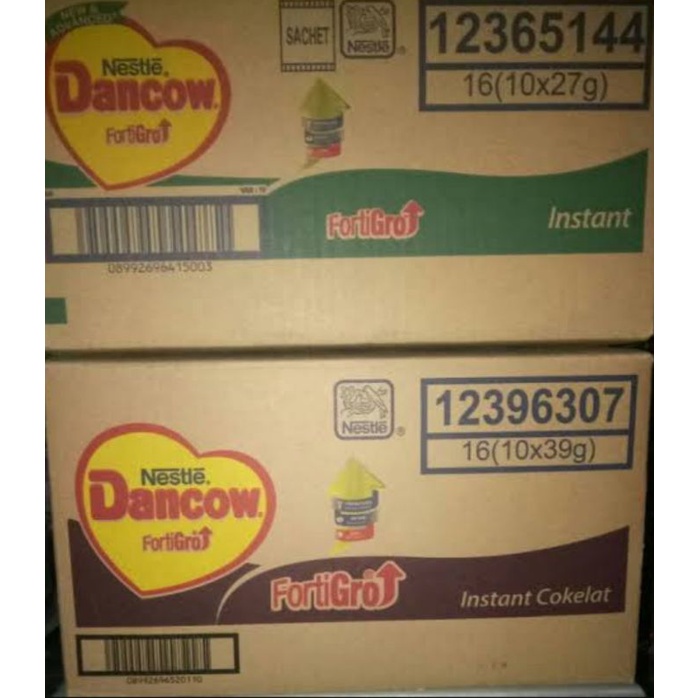 NEW &
ADVANCED
Nestlé.
Dancow.
FortiGro
SACHET
Nestlé ®
12365144
16(10x27g)
FortiGro
Instant
08992696415003
Nestlé ®
12396307
16(10x39g)
Nestlé.
Dancow.
FortiGro
FortiGro
Instant Cokelat
08992696520110